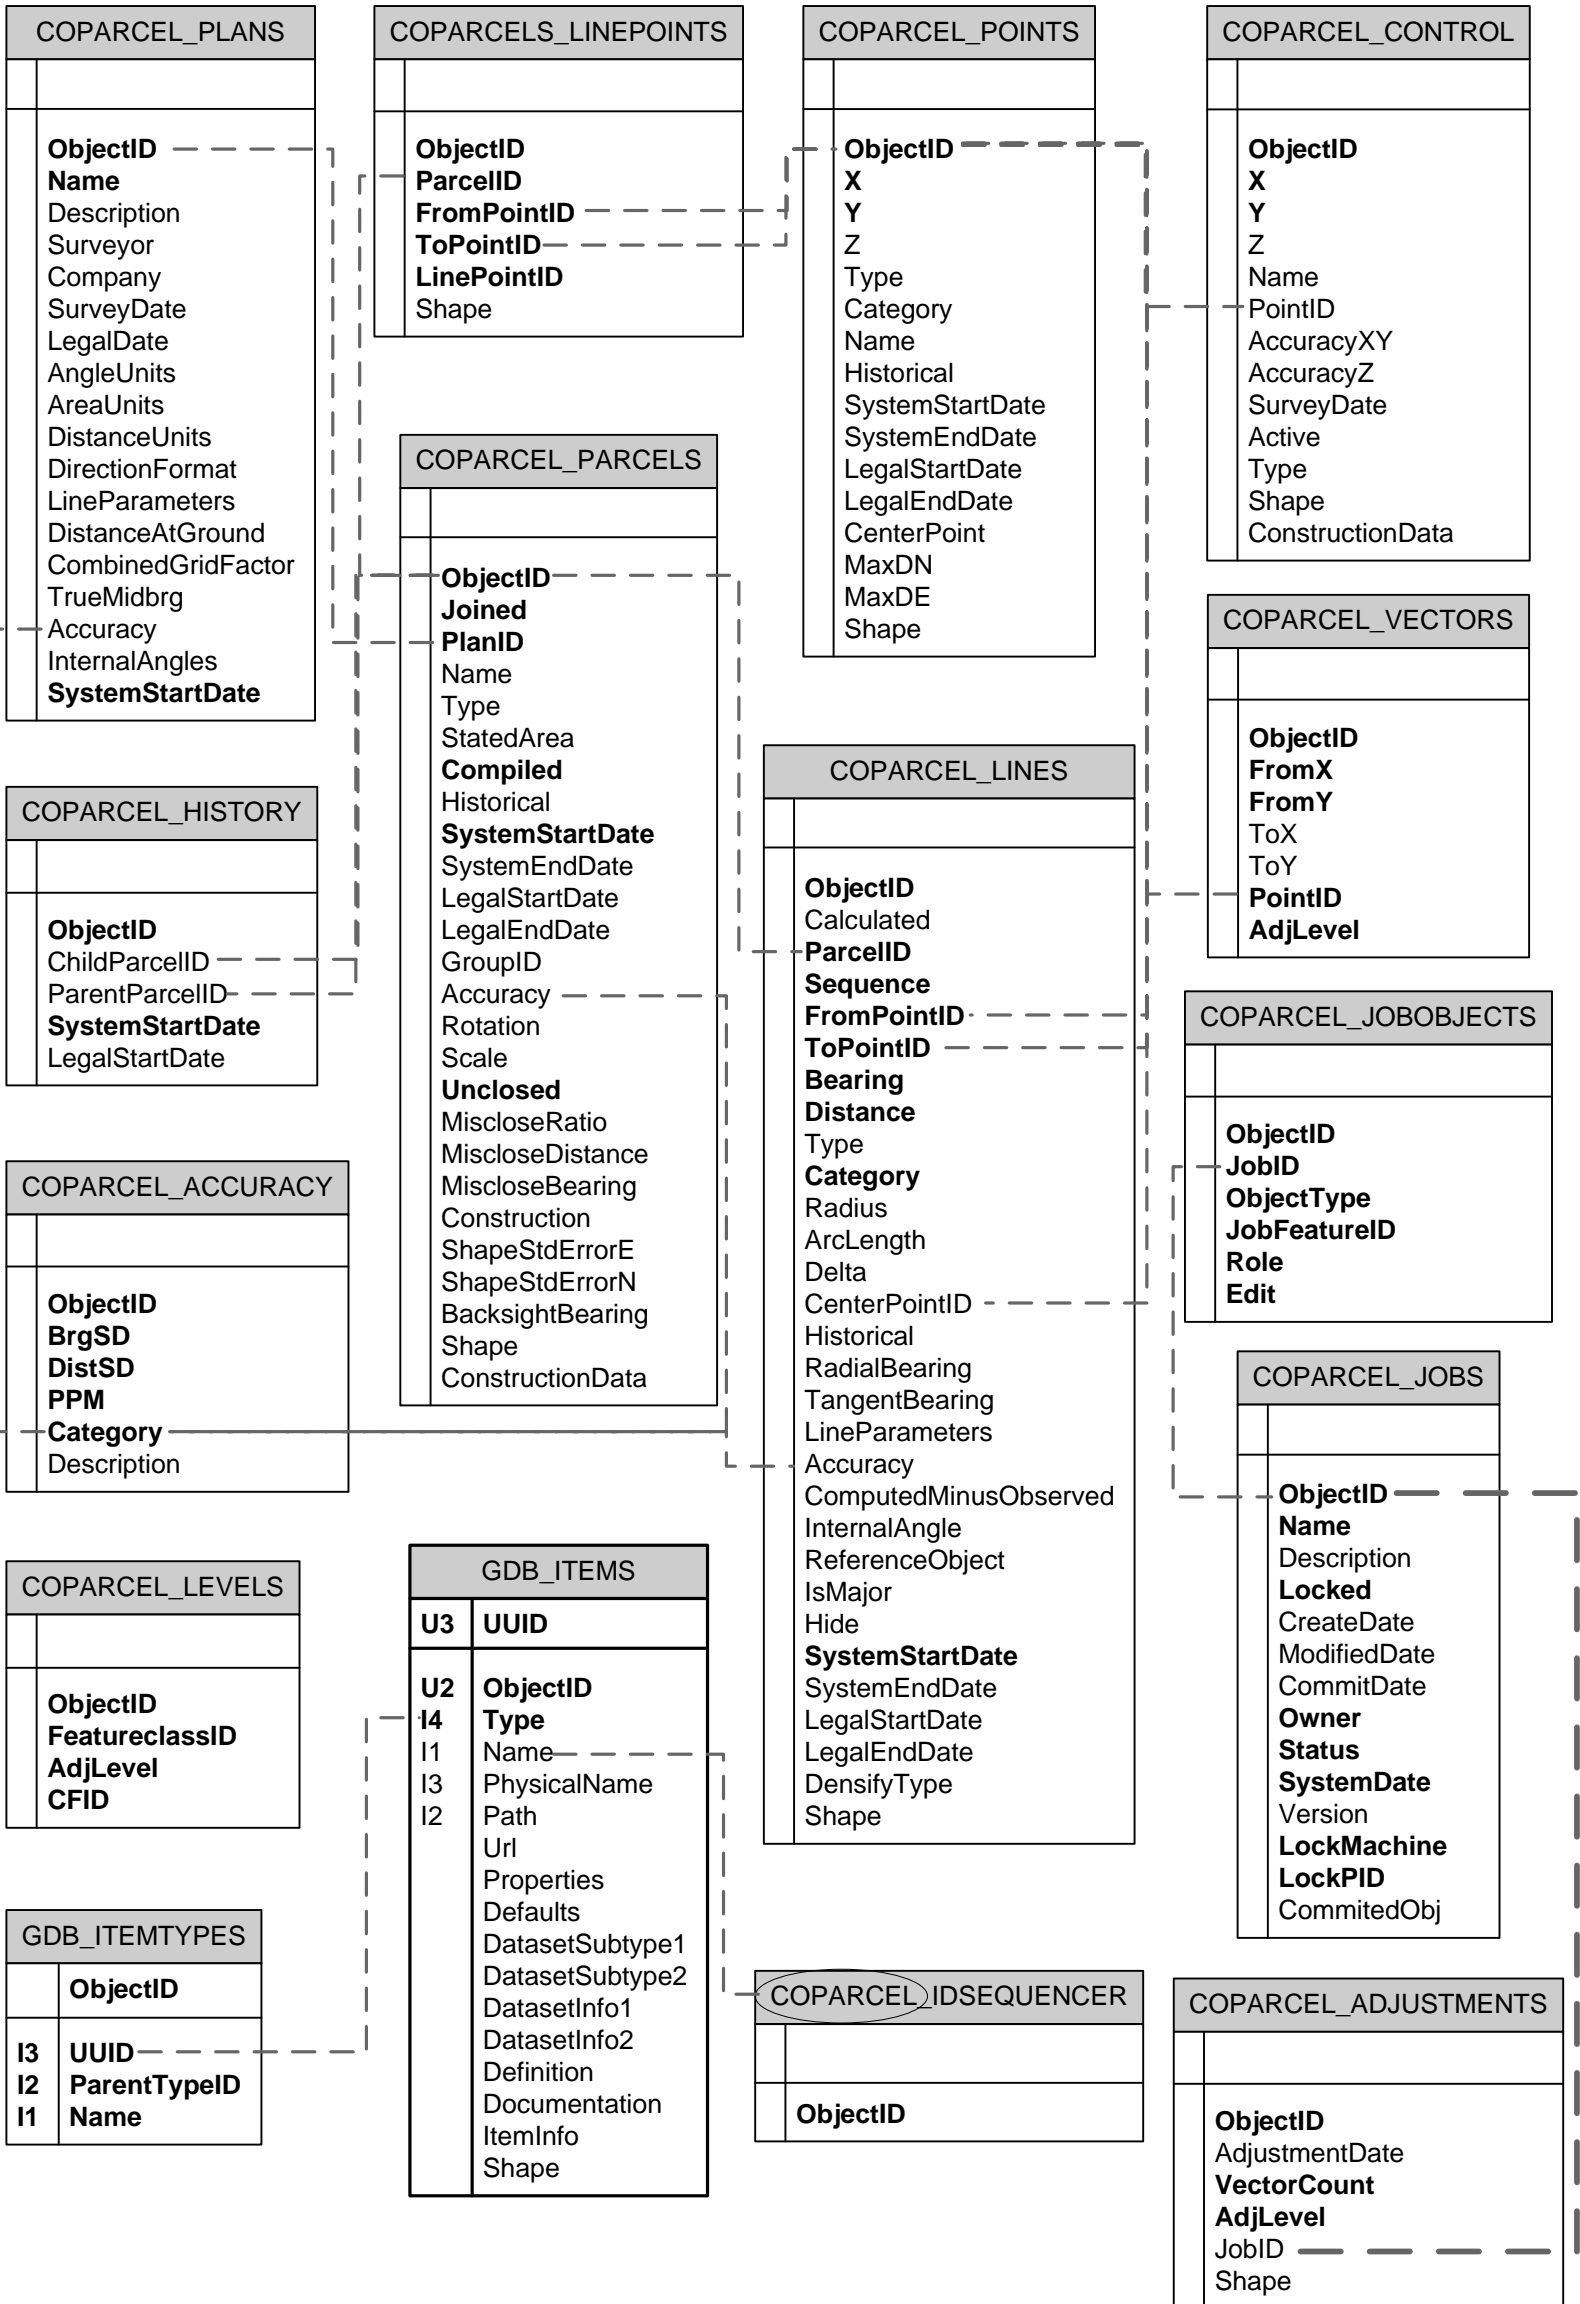 COPARCEL_PLANS
ObjectID
Name
Description
Surveyor
Company
SurveyDate
LegalDate
AngleUnits
AreaUnits
DistanceUnits
DirectionFormat
LineParameters
DistanceAtGround
CombinedGridFactor
TrueMidbrg
Accuracy
InternalAngles
SystemStartDate
COPARCELS_LINEPOINTS
ObjectID
ParcelID
FromPointID
ToPointID
LinePointID
Shape
COPARCEL_POINTS
ObjectID
X
Y
Z
Type
Category
Name
Historical
SystemStartDate
SystemEndDate
LegalStartDate
LegalEndDate
CenterPoint
MaxDN
MaxDE
Shape
COPARCEL_CONTROL
ObjectID
X
Y
Z
Name
PointID
AccuracyXY
AccuracyZ
SurveyDate
Active
Type
Shape
ConstructionData
COPARCEL_PARCELS
ObjectID
Joined
PlanID
Name
Type
StatedArea
Compiled
Historical
SystemStartDate
SystemEndDate
LegalStartDate
LegalEndDate
GroupID
Accuracy
Rotation
Scale
Unclosed
MiscloseRatio
MiscloseDistance
MiscloseBearing
Construction
ShapeStdErrorE
ShapeStdErrorN
BacksightBearing
Shape
ConstructionData
COPARCEL_VECTORS
ObjectID
FromX
FromY
ToX
ToY
PointID
AdjLevel
COPARCEL_HISTORY
ObjectID
ChildParcelID
ParentParcelID
SystemStartDate
LegalStartDate
COPARCEL_LINES
ObjectID
Calculated
ParcelID
Sequence
FromPointID
ToPointID
Bearing
Distance
Type
Category
Radius
ArcLength
Delta
CenterPointID
Historical
RadialBearing
TangentBearing
LineParameters
Accuracy
ComputedMinusObserved
InternalAngle
ReferenceObject
IsMajor
Hide
SystemStartDate
SystemEndDate
LegalStartDate
LegalEndDate
DensifyType
Shape
COPARCEL_JOBOBJECTS
ObjectID
JobID
ObjectType
JobFeatureID
Role
Edit
COPARCEL_ACCURACY
ObjectID
BrgSD
DistSD
PPM
Category
Description
COPARCEL_JOBS
ObjectID
Name
Description
Locked
CreateDate
ModifiedDate
CommitDate
Owner
Status
SystemDate
Version
LockMachine
LockPID
CommitedObj
COPARCEL_LEVELS
ObjectID
FeatureclassID
AdjLevel
CFID
GDB_ITEMS
U3 UUID
U2 ObjectID
I4 Type
I1 Name
I3 PhysicalName
I2 Path
Url
Properties
Defaults
DatasetSubtype1
DatasetSubtype2
DatasetInfo1
DatasetInfo2
Definition
Documentation
ItemInfo
Shape
GDB_ITEMTYPES
ObjectID
I3 UUID
I2 ParentTypeID
I1 Name
COPARCEL_IDSEQUENCER
ObjectID
COPARCEL_ADJUSTMENTS
ObjectID
AdjustmentDate
VectorCount
AdjLevel
JobID
Shape